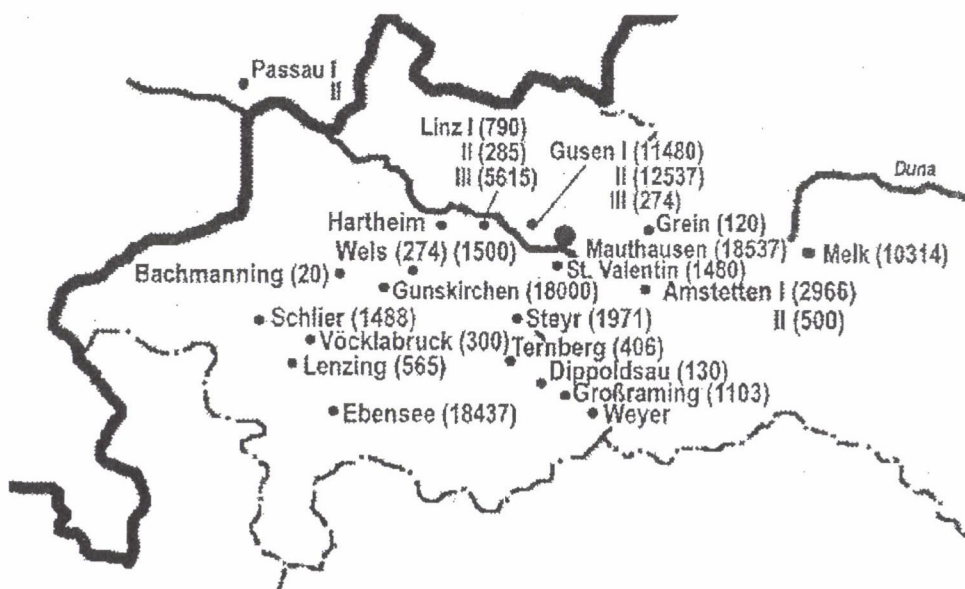 Passau I
II
Linz I (790)
II (285)
III (5615)
Gusen I (11480)
II (12537)
III (274)
Duna
Hartheim
Grein (120)
Wels (274) (1500)
Mauthausen (18537)
Melk (10314)
Bachmanning (20)
St. Valentin (1480)
Gunskirchen (18000)
Amstetten I (2966)
II (500)
Schlier (1488)
Steyr (1971)
Vöcklabruck (300)
Ternberg (406)
Lenzing (565)
Dippoldsau (130)
Großraming (1103)
Ebensee (18437)
Weyer